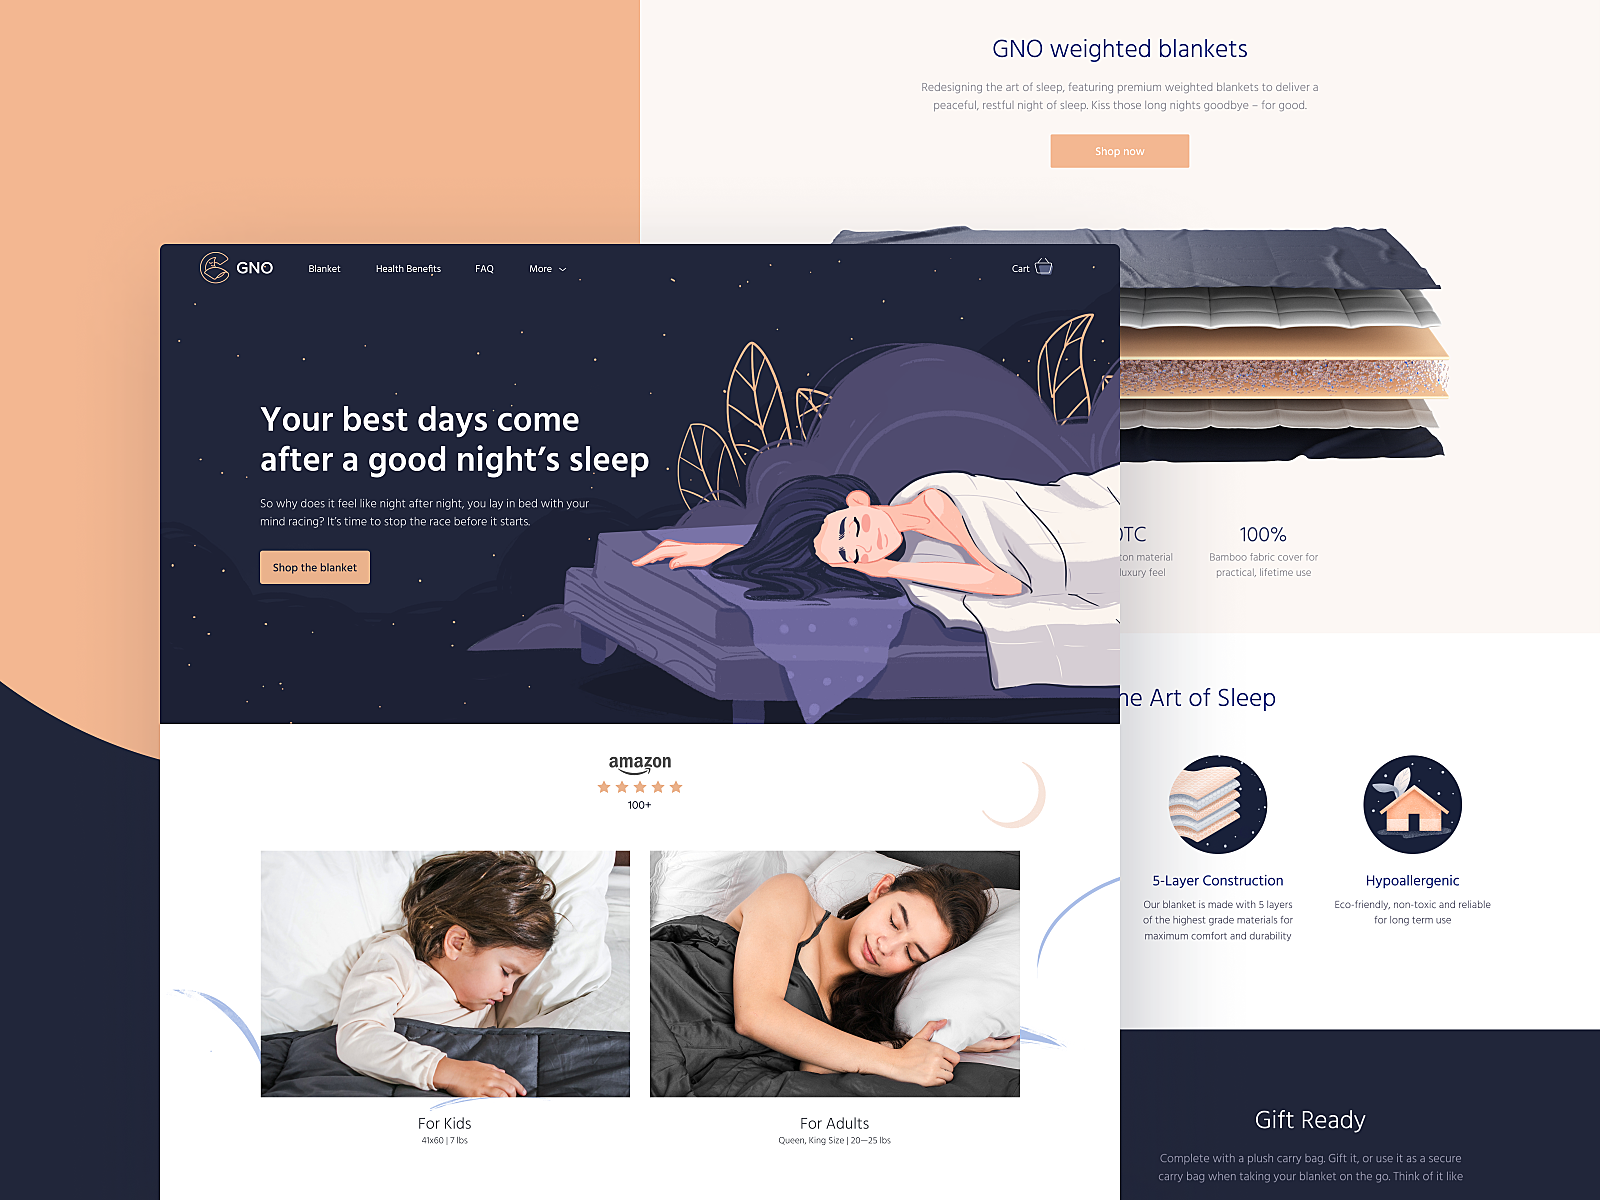 GNO weighted blankets
Redesigning the art of sleep, featuring premium weighted blankets to deliver a
peaceful, restful night of sleep. Kiss those long nights goodbye – for good.
Shop now
GNO
Blanket
Health Benefits
FAQ
More
Cart
Your best days come
after a good night's sleep
So why does it feel like night after night, you lay in bed with your
mind racing? It's time to stop the race before it starts.
Shop the blanket
100%
material
Bamboo fabric cover for
luxury feel
practical, lifetime use
Art of Sleep
amazon
100+
5-Layer Construction
Our blanket is made with 5 layers
of the highest grade materials for
maximum comfort and durability
Hypoallergenic
Eco-friendly, non-toxic and reliable
for long term use
For Kids
41x60 | 7 lbs
For Adults
Queen, King Size | 20—25 lbs
Gift Ready
Complete with a plush carry bag. Gift it, or use it as a secure
carry bag when taking your blanket on the go. Think of it like